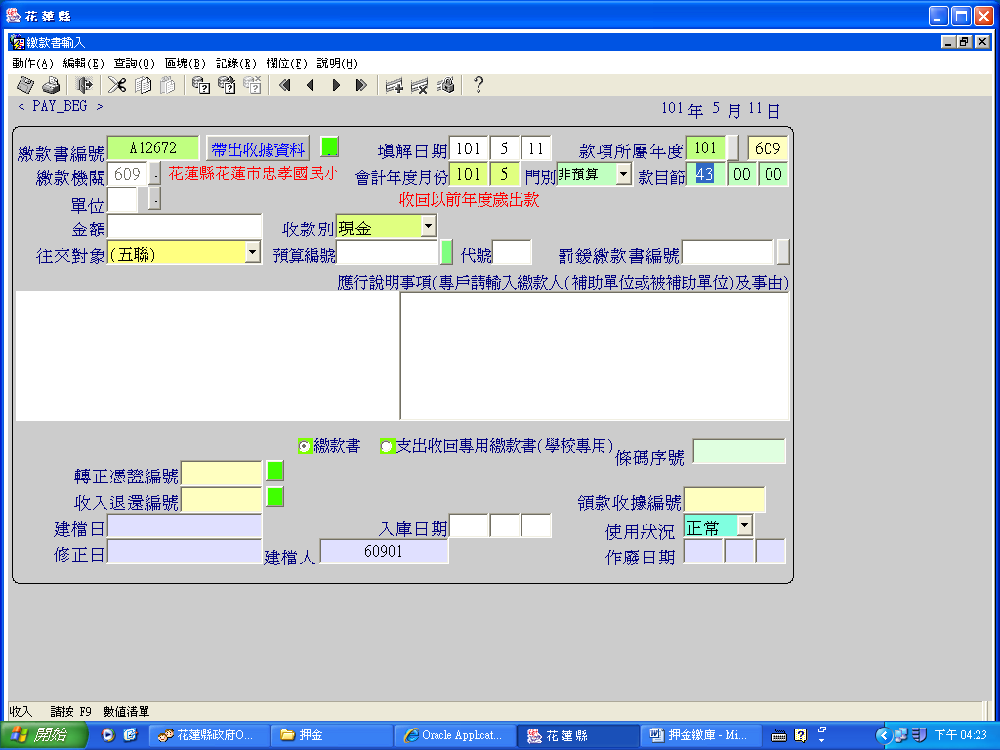 花蓮縣
繳款書輸入
動作(A) 編輯(E) 查詢(Q) 區塊(B) 記錄(R) 欄位(F) 說明(H)
< PAY_BEG > 101 年 5 月 11 日
繳款書編號 A12672 帶出收據資料 填解日期 101 5 11 款項所屬年度 101 609
繳款機關 609 花蓮縣花蓮市忠孝國民小 會計年度月份 101 5 門別 非預算 款目節 43 00 00
單位 收回以前年度歲出款
金額 收款別 現金
往來對象 (五聯) 預算編號 代號 罰鍰繳款書編號
應行說明事項(專戶請輸入繳款人(補助單位或被補助單位)及事由)
繳款書 支出收回專用繳款書(學校專用) 條碼序號
轉正憑證編號
收入退還編號 領款收據編號
建檔日 入庫日期 使用狀況 正常
修正日 建檔人 60901 作廢日期
收入 請按 F9 數值清單
開始 花蓮縣政府O... 押金 Oracle Applicat... 花蓮縣 押金繳庫 - Mi... 下午 04:23